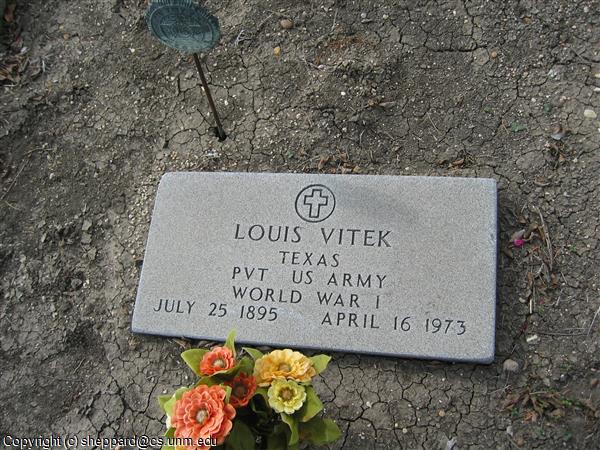 LOUIS VITEK
TEXAS
PVT US ARMY
WORLD WAR I
JULY 25 1895 APRIL 16 1973
Copyright (c) sheppard@cs.unm.edu